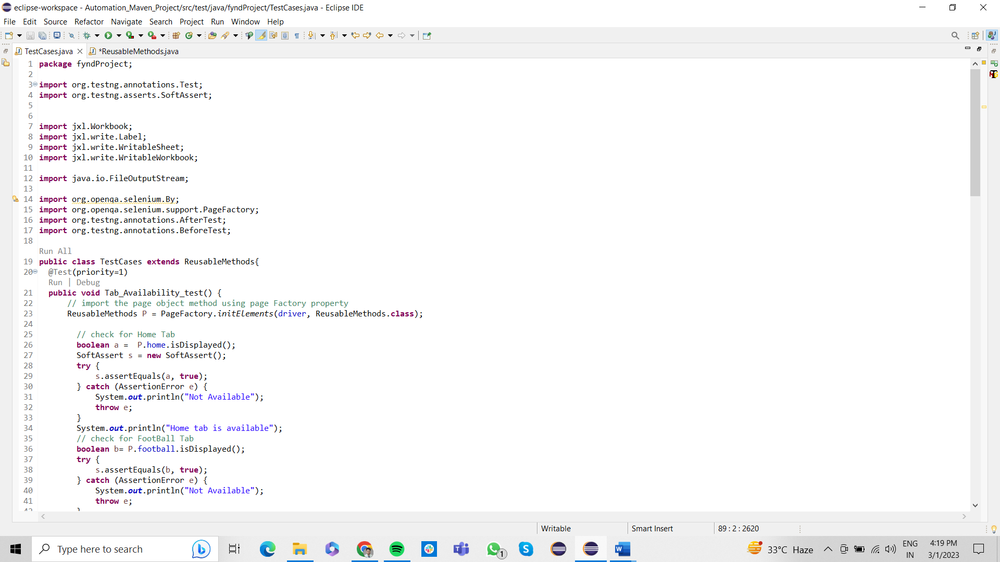 eclipse-workspace - Automation_Maven_Project/src/test/java/fyndProject/TestCases.java - Eclipse IDE
File Edit Source Refactor Navigate Search Project Run Window Help
TestCases.java *ReusableMethods.java
1 package fyndProject;
2
3 import org.testng.annotations.Test;
4 import org.testng.asserts.SoftAssert;
5
6
7 import jxl.Workbook;
8 import jxl.write.Label;
9 import jxl.write.WritableSheet;
10 import jxl.write.WritableWorkbook;
11
12 import java.io.FileOutputStream;
13
14 import org.openqa.selenium.By;
15 import org.openqa.selenium.support.PageFactory;
16 import org.testng.annotations.AfterTest;
17 import org.testng.annotations.BeforeTest;
18
Run All
19 public class TestCases extends ReusableMethods{
20 @Test(priority=1)
Run | Debug
21 public void Tab_Availability_test() {
22 // import the page object method using page Factory property
23 ReusableMethods P = PageFactory.initElements(driver, ReusableMethods.class);
24
25 // check for Home Tab
26 boolean a = P.home.isDisplayed();
27 SoftAssert s = new SoftAssert();
28 try {
29 s.assertEquals(a, true);
30 } catch (AssertionError e) {
31 System.out.println("Not Available");
32 throw e;
33 }
34 System.out.println("Home tab is available");
35 // check for FootBall Tab
36 boolean b= P.football.isDisplayed();
37 try {
38 s.assertEquals(b, true);
39 } catch (AssertionError e) {
40 System.out.println("Not Available");
41 throw e;
42 }
Writable Smart Insert 89 : 2 : 2620
Type here to search 1 33°C Haze ENG IN 4:19 PM 3/1/2023